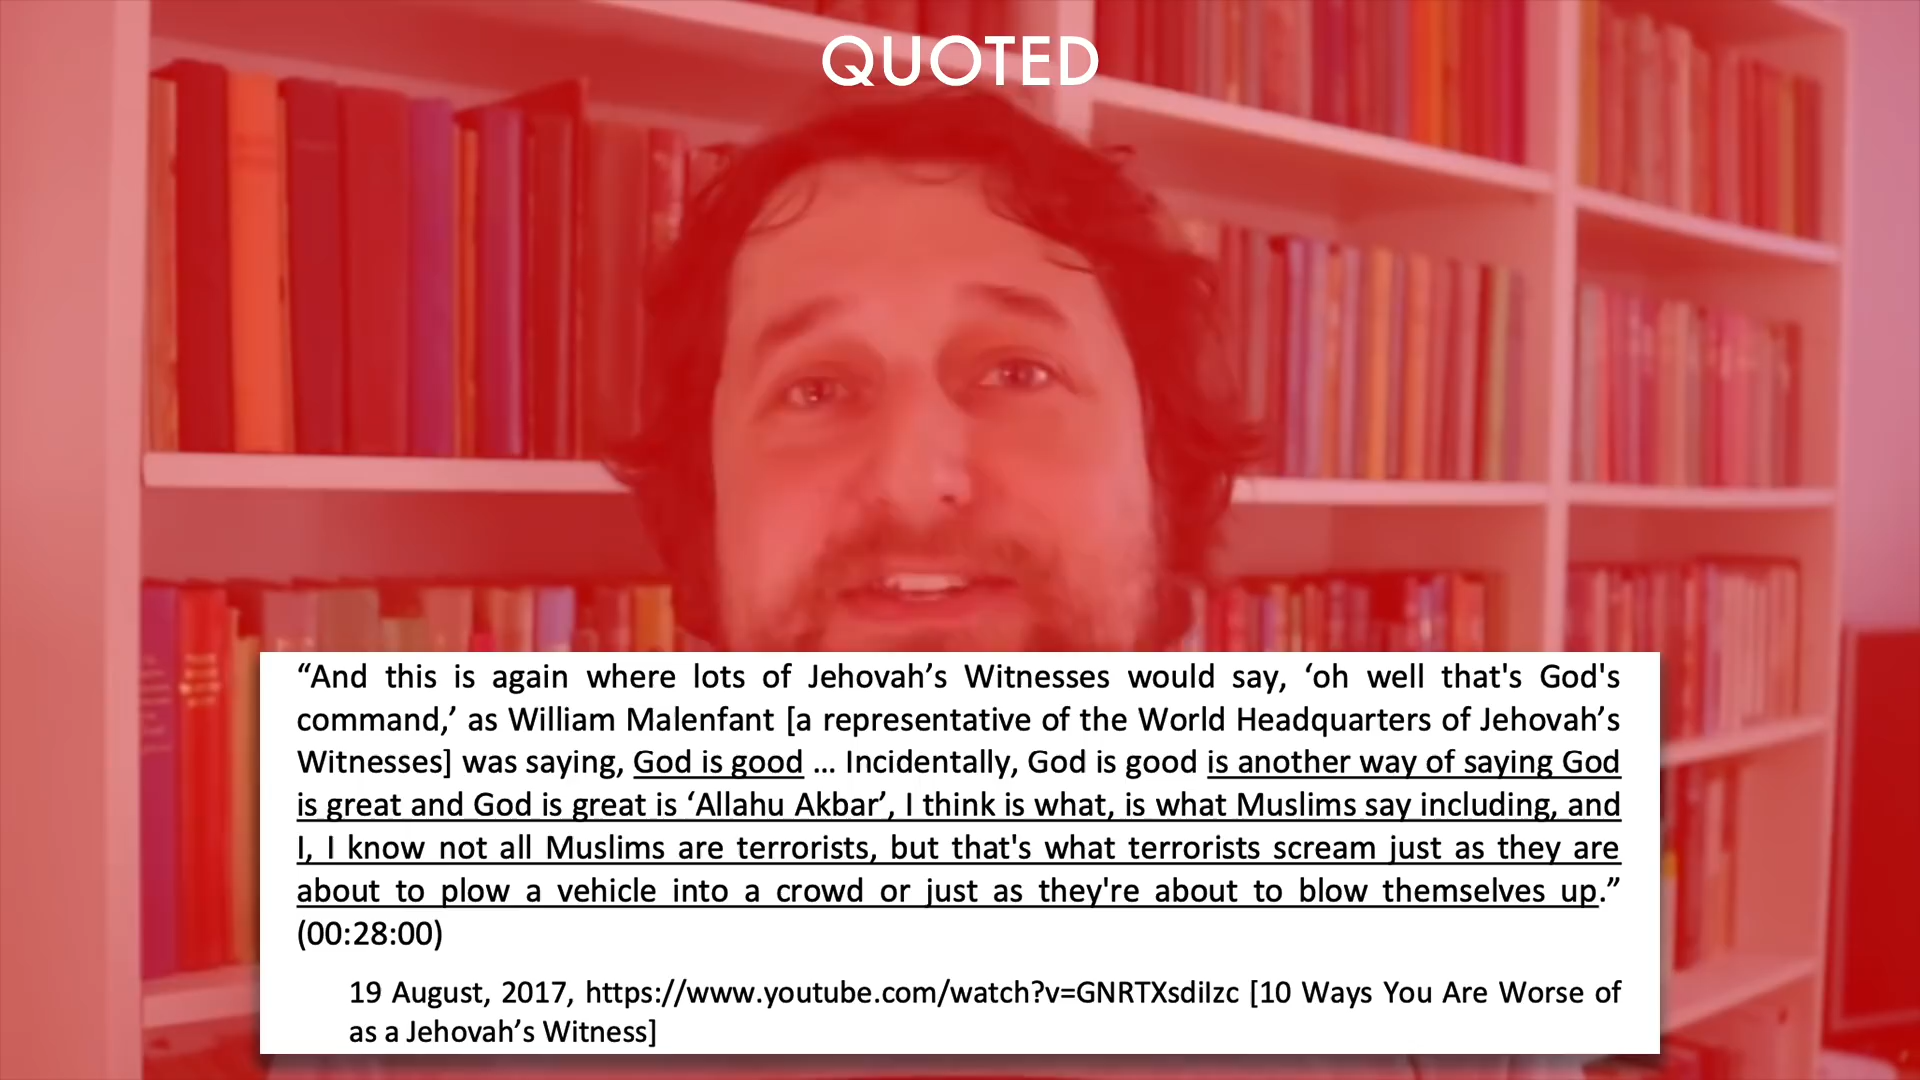 QUOTED
“And this is again where lots of Jehovah’s Witnesses would say, ‘oh well that's God's
command,’ as William Malenfant [a representative of the World Headquarters of Jehovah’s
Witnesses] was saying, God is good ... Incidentally, God is good is another way of saying God
is great and God is great is ‘Allahu Akbar’, I think is what, is what Muslims say including, and
I, I know not all Muslims are terrorists, but that's what terrorists scream just as they are
about to plow a vehicle into a crowd or just as they're about to blow themselves up.”
(00:28:00)
19 August, 2017, https://www.youtube.com/watch?v=GNRTXsdiIzc [10 Ways You Are Worse of
as a Jehovah’s Witness]